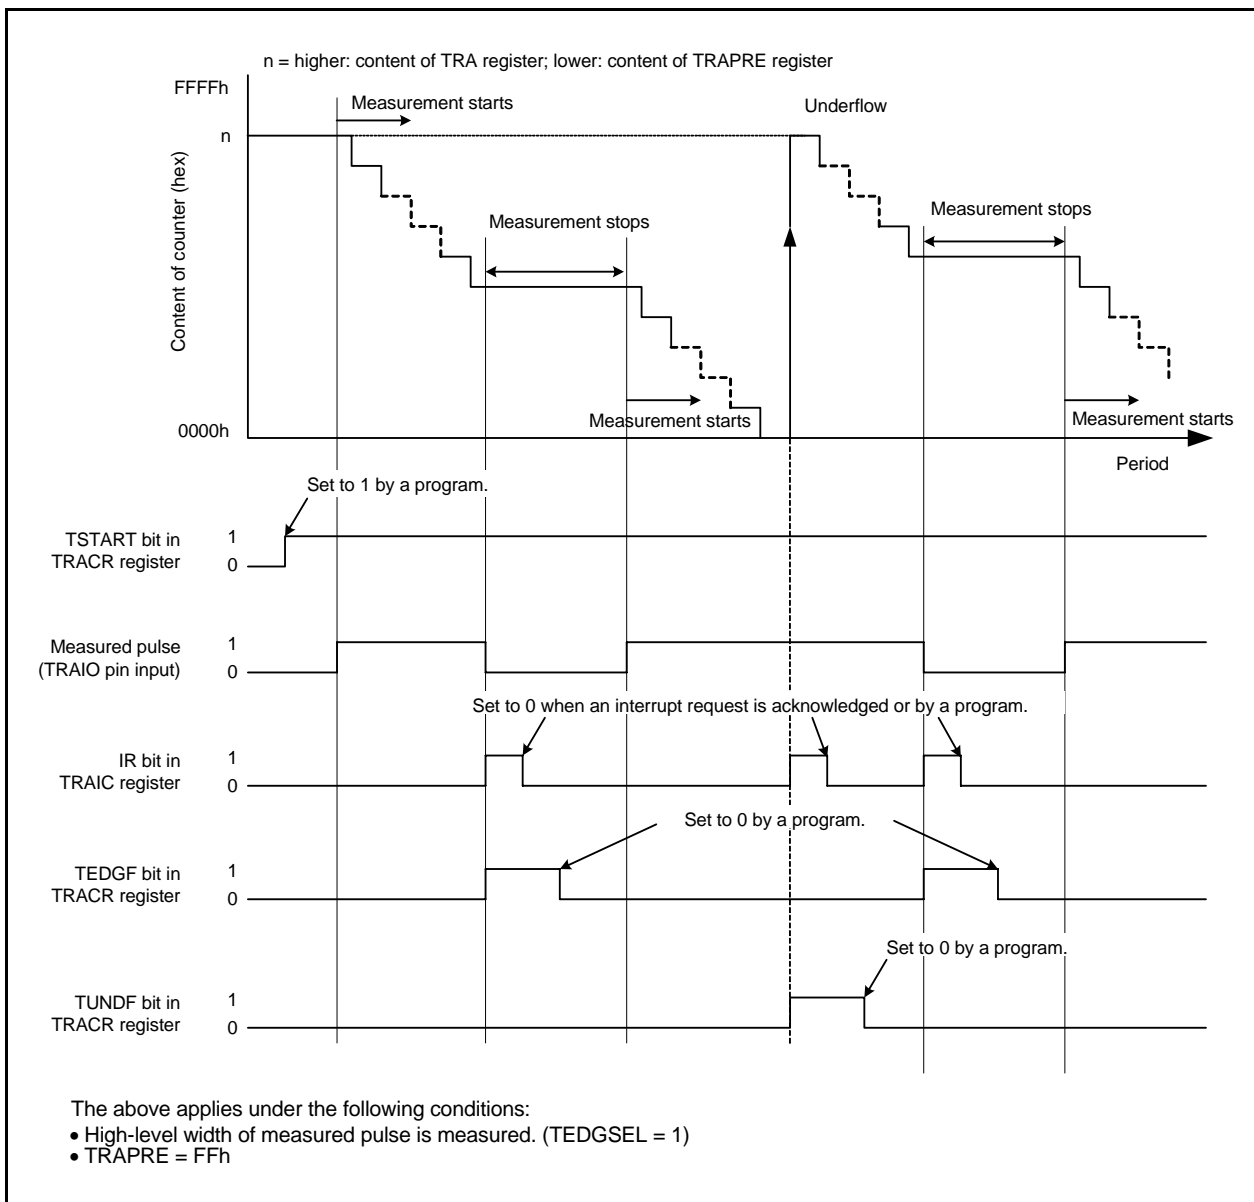 n = higher: content of TRA register; lower: content of TRAPRE register
FFFFh
Measurement starts
Underflow
n
Content of counter (hex)
Measurement stops
Measurement stops
Measurement starts
Measurement starts
0000h
Period
Set to 1 by a program.
TSTART bit in
TRACR register
1
0
Measured pulse
(TRAIO pin input)
1
0
Set to 0 when an interrupt request is acknowledged or by a program.
IR bit in
TRAIC register
1
0
Set to 0 by a program.
TEDGF bit in
TRACR register
1
0
Set to 0 by a program.
TUNDF bit in
TRACR register
1
0
The above applies under the following conditions:
• High-level width of measured pulse is measured. (TEDGSEL = 1)
• TRAPRE = FFh